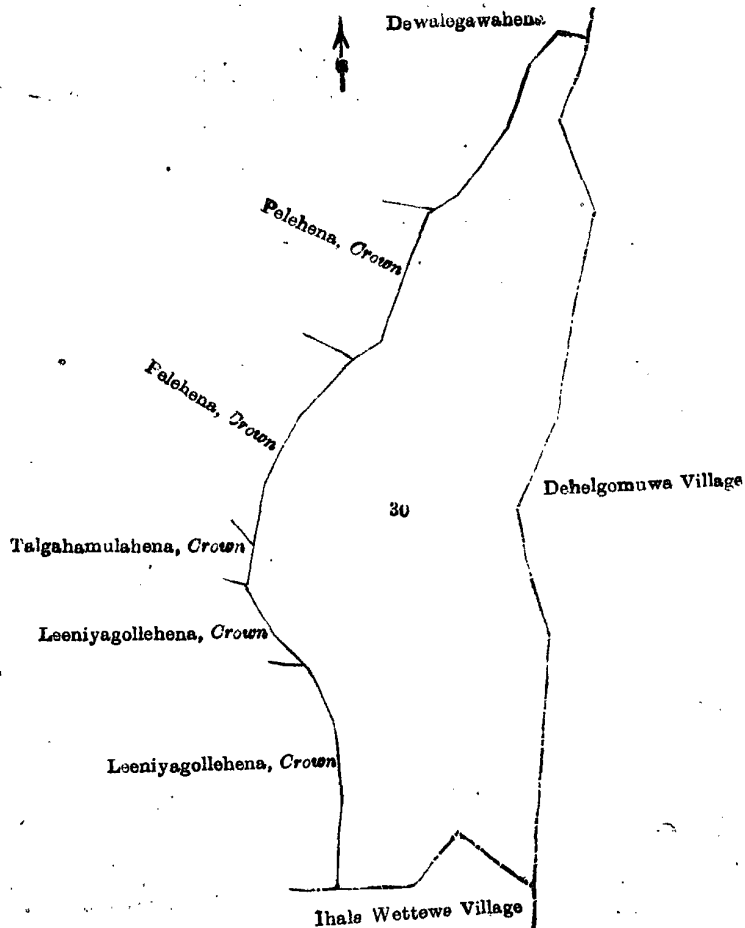 Dewalegawahena
Pelehena, Crown
Pelehena, Crown
30
Dehelgomuwa Village
Talgahamulahena, Crown
Leeniyagollehena, Crown
Leeniyagollehena, Crown
Ihala Wettewe Village